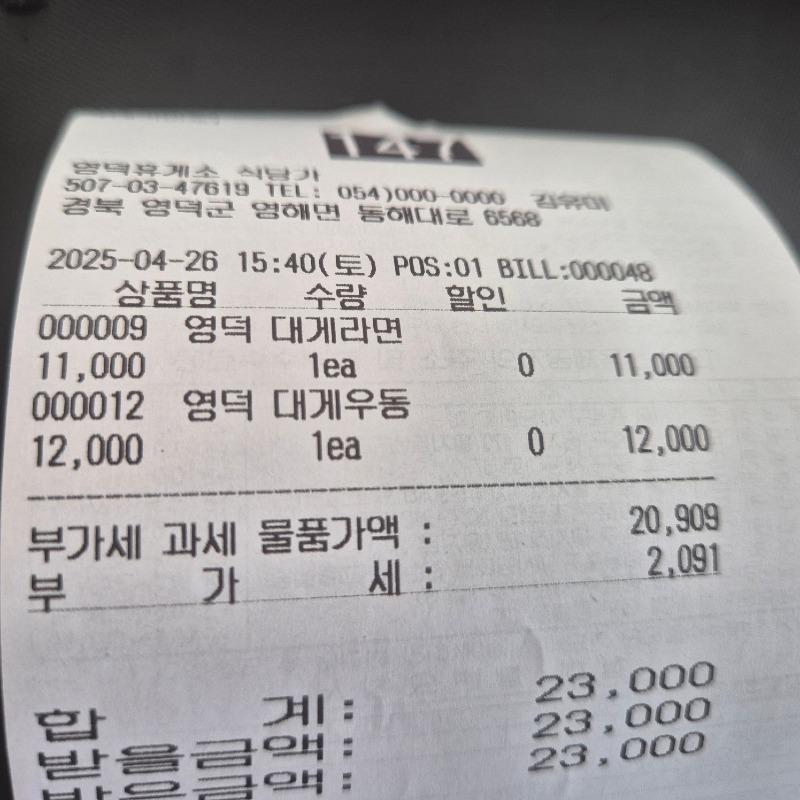 147
영덕휴게소 식당가
507-03-47619 TEL: 054)000-0000 김유미
경북 영덕군 영해면 동해대로 6568
2025-04-26 15:40(토) POS:01 BILL:000048
상품명 수량 할인 금액
000009 영덕 대게라면
11,000 1ea 0 11,000
000012 영덕 대게우동
12,000 1ea 0 12,000
부가세 과세 물품가액 : 20,909
부 가 세 : 2,091
합 계 : 23,000
받을금액: 23,000
받은금액: 23,000